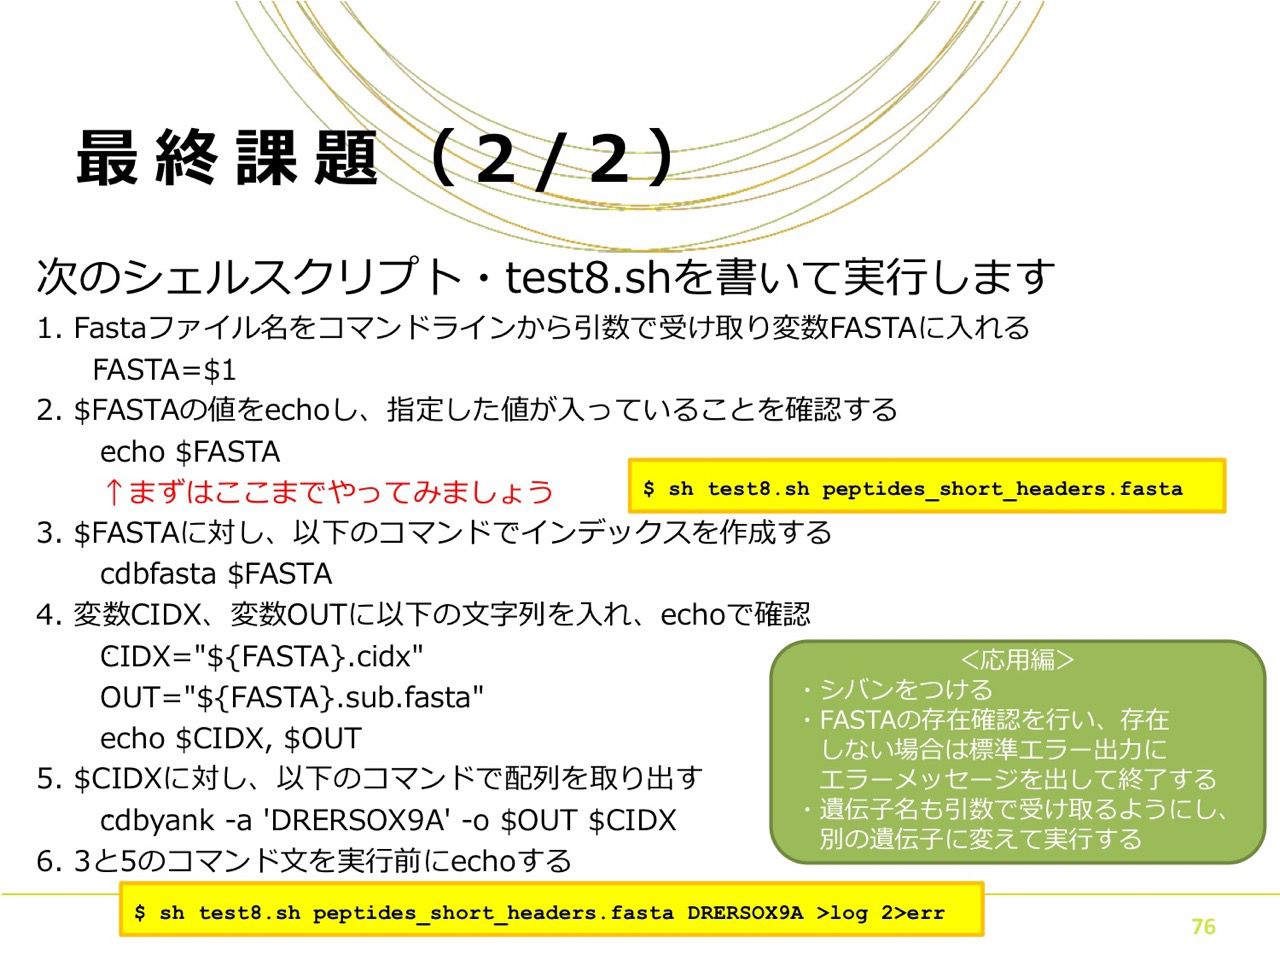 最終課題（2/2）
次のシェルスクリプト・test8.shを書いて実行します
1. Fastaファイル名をコマンドラインから引数で受け取り変数FASTAに入れる
FASTA=$1
2. $FASTAの値をechoし、指定した値が入っていることを確認する
echo $FASTA
↑まずはここまでやってみましょう
$ sh test8.sh peptides_short_headers.fasta
3. $FASTAに対し、以下のコマンドでインデックスを作成する
cdbfasta $FASTA
4. 変数CIDX、変数OUTに以下の文字列を入れ、echoで確認
CIDX="${FASTA}.cidx"
OUT="${FASTA}.sub.fasta"
echo $CIDX, $OUT
5. $CIDXに対し、以下のコマンドで配列を取り出す
cdbyank -a 'DRERSOX9A' -o $OUT $CIDX
6. 3と5のコマンド文を実行前にechoする
＜応用編＞
・シバンをつける
・FASTAの存在確認を行い、存在
しない場合は標準エラー出力に
エラーメッセージを出して終了する
・遺伝子名も引数で受け取るようにし、
別の遺伝子に変えて実行する
$ sh test8.sh peptides_short_headers.fasta DRERSOX9A >log 2>err
76